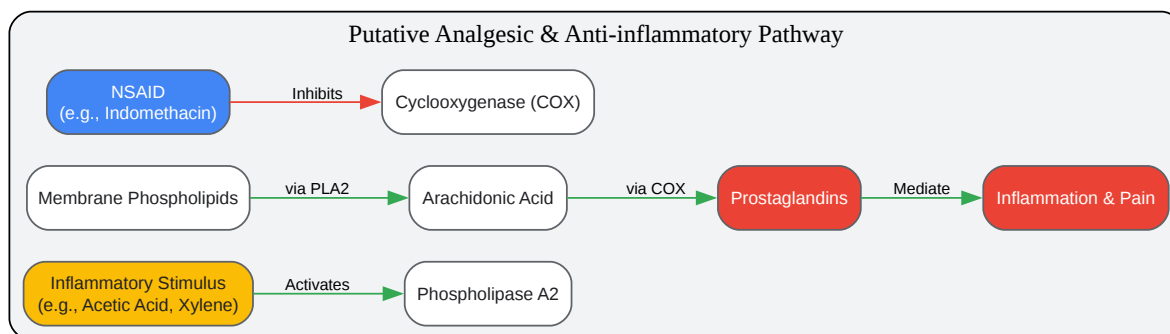 Putative Analgesic & Anti-inflammatory Pathway
NSAID
(e.g., Indomethacin)
Inhibits
Cyclooxygenase (COX)
Membrane Phospholipids
via PLA2
Arachidonic Acid
via COX
Prostaglandins
Mediate
Inflammation & Pain
Inflammatory Stimulus
(e.g., Acetic Acid, Xylene)
Activates
Phospholipase A2